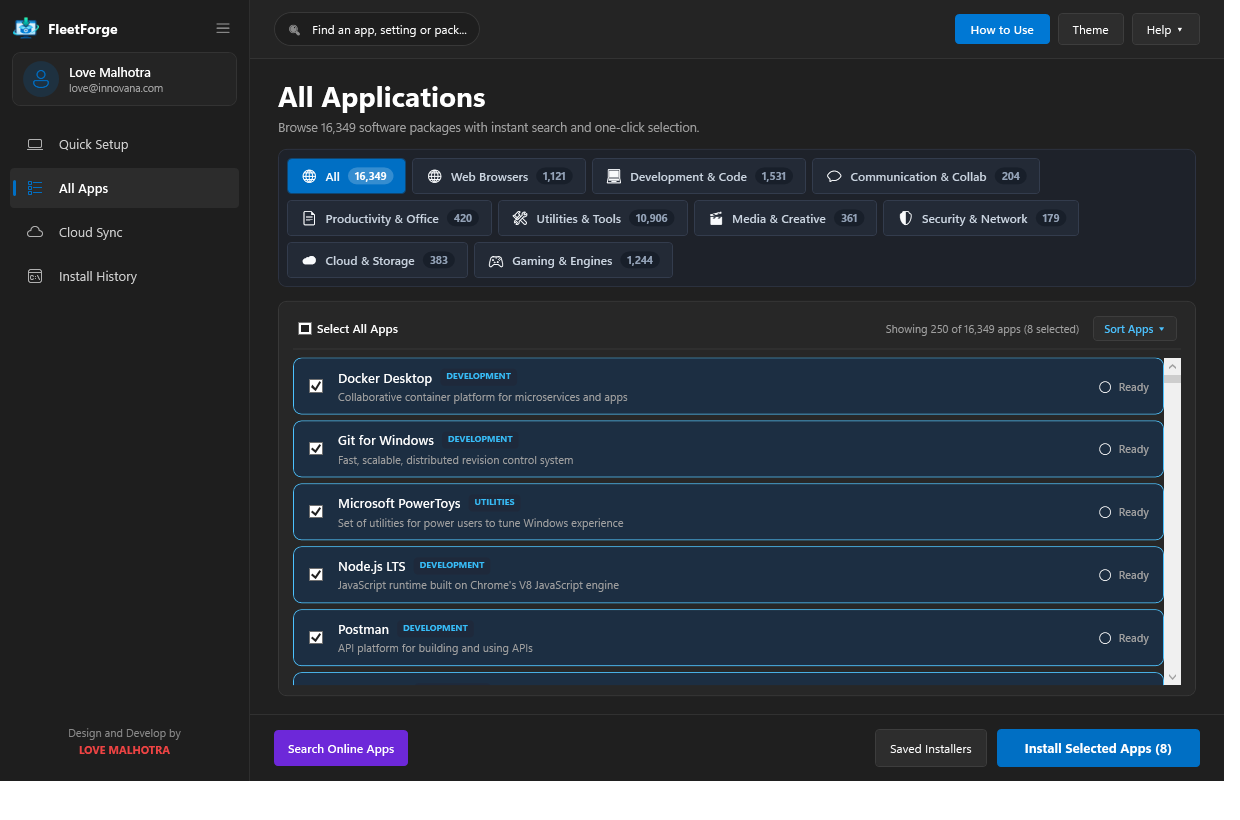 FleetForge
Love Malhotra
love@innovana.com
Quick Setup
All Apps
Cloud Sync
Install History
Design and Develop by
LOVE MALHOTRA
Find an app, setting or pack...
How to Use
Theme
Help
All Applications
Browse 16,349 software packages with instant search and one-click selection.
All 16,349
Web Browsers 1,121
Development & Code 1,531
Communication & Collab 204
Productivity & Office 420
Utilities & Tools 10,906
Media & Creative 361
Security & Network 179
Cloud & Storage 383
Gaming & Engines 1,244
Select All Apps
Showing 250 of 16,349 apps (8 selected)
Sort Apps
Docker Desktop DEVELOPMENT
Collaborative container platform for microservices and apps
Ready
Git for Windows DEVELOPMENT
Fast, scalable, distributed revision control system
Ready
Microsoft PowerToys UTILITIES
Set of utilities for power users to tune Windows experience
Ready
Node.js LTS DEVELOPMENT
JavaScript runtime built on Chrome's V8 JavaScript engine
Ready
Postman DEVELOPMENT
API platform for building and using APIs
Ready
Search Online Apps
Saved Installers
Install Selected Apps (8)